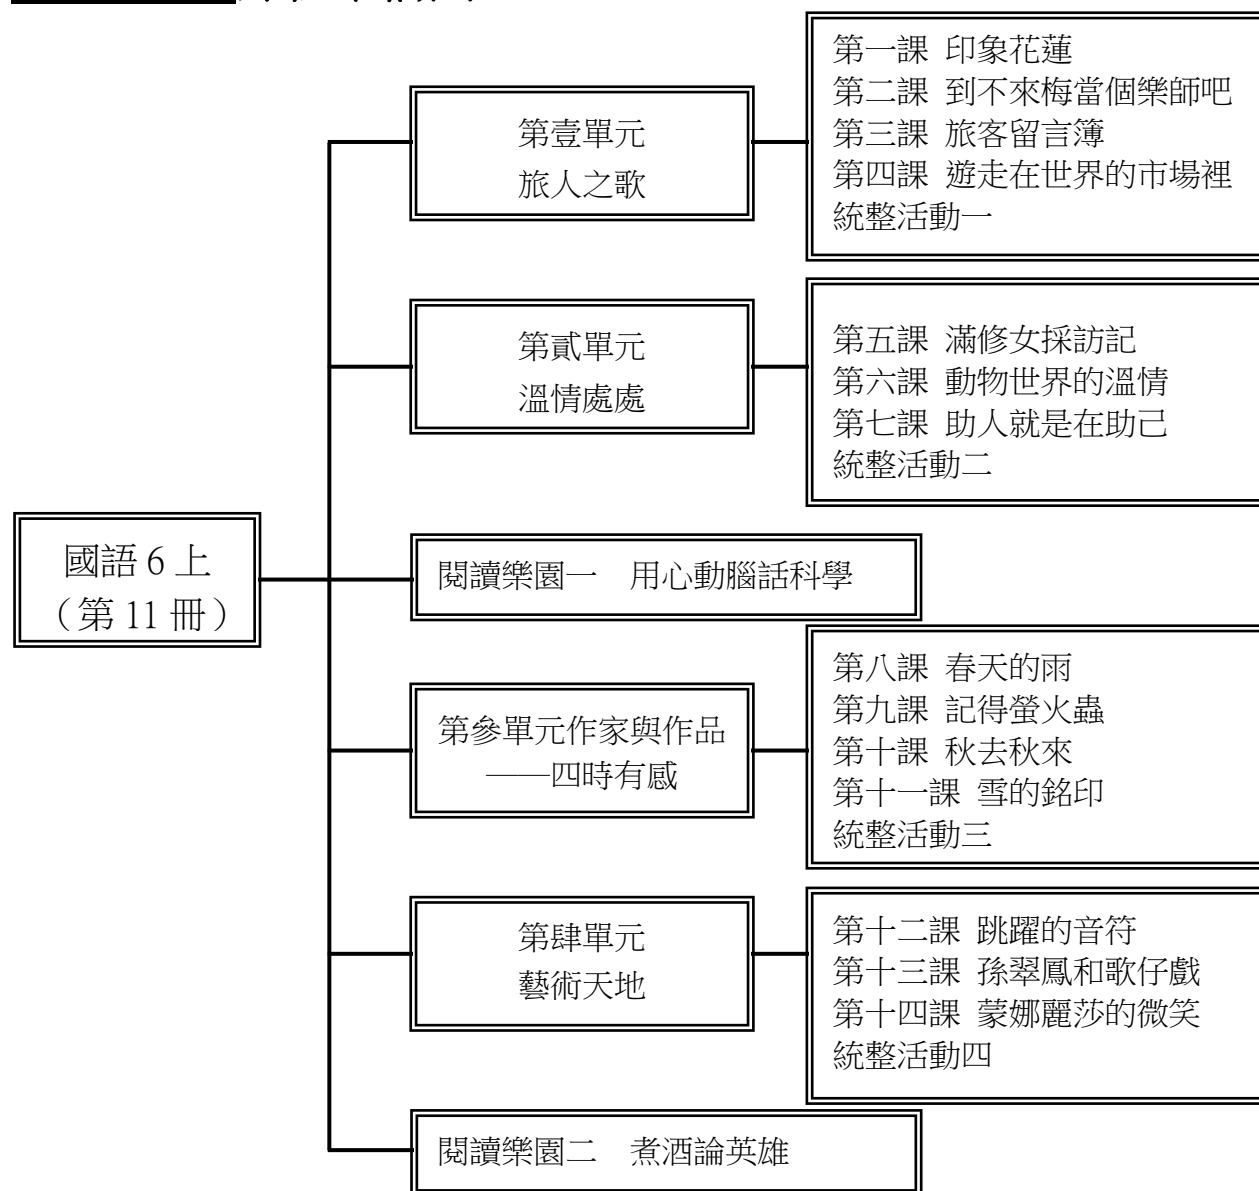 國語 6 上
（第 11 冊）
第壹單元
旅人之歌
第一課 印象花蓮
第二課 到不來梅當個樂師吧
第三課 旅客留言簿
第四課 遊走在世界的市場裡
統整活動一
第貳單元
溫情處處
第五課 滿修女採訪記
第六課 動物世界的溫情
第七課 助人就是在助己
統整活動二
閱讀樂園一　用心動腦話科學
第參單元作家與作品
——四時有感
第八課 春天的雨
第九課 記得螢火蟲
第十課 秋去秋來
第十一課 雪的銘印
統整活動三
第肆單元
藝術天地
第十二課 跳躍的音符
第十三課 孫翠鳳和歌仔戲
第十四課 蒙娜麗莎的微笑
統整活動四
閱讀樂園二　煮酒論英雄